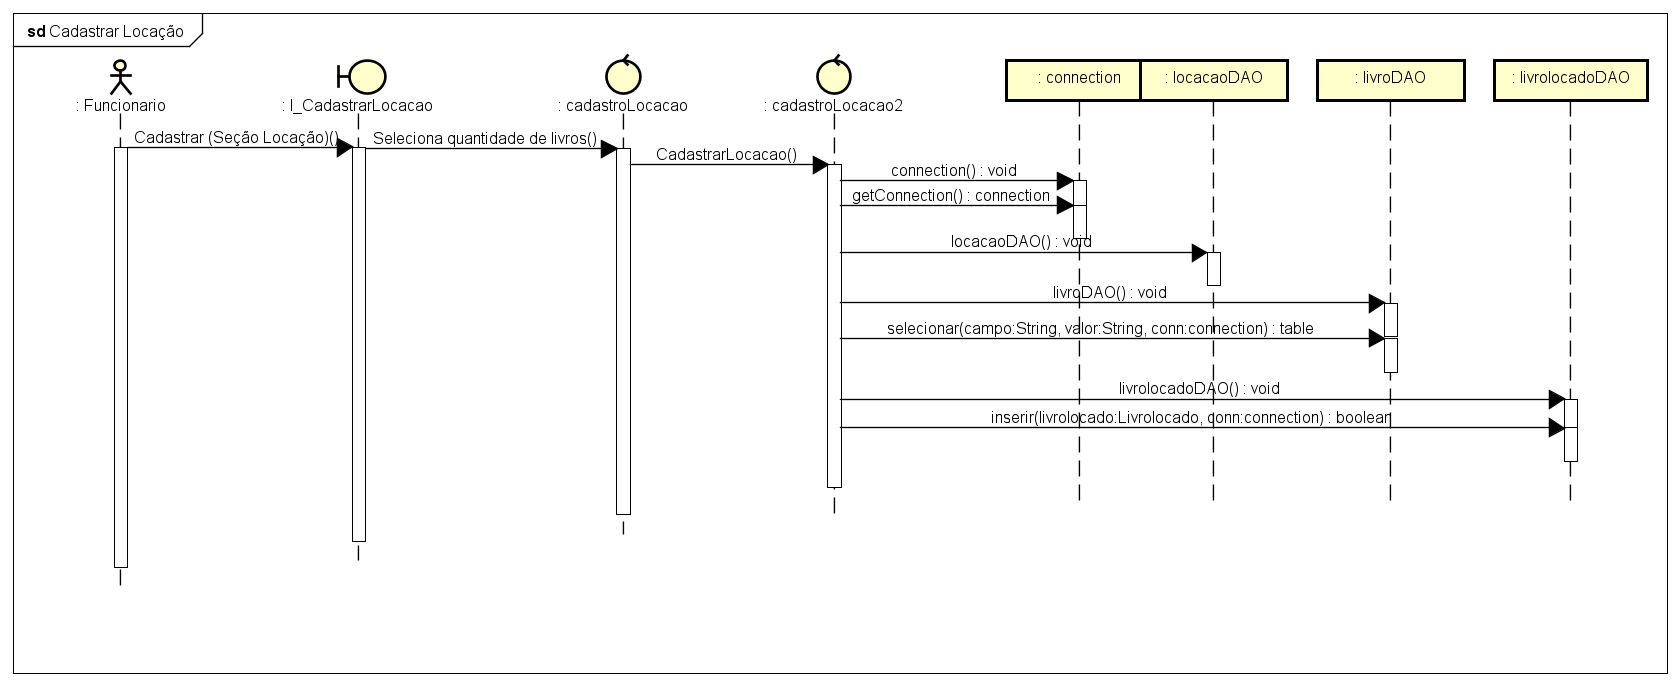 sd Cadastrar Locação
: Funcionario
: I_CadastrarLocacao
: cadastroLocacao
: cadastroLocacao2
: connection
: locacaoDAO
: livroDAO
: livrolocadoDAO
Cadastrar (Seção Locação)()
Seleciona quantidade de livros()
CadastrarLocacao()
connection() : void
getConnection() : connection
locacaoDAO() : void
livroDAO() : void
selecionar(campo:String, valor:String, conn:connection) : table
livrolocadoDAO() : void
inserir(livrolocado:Livrolocado, conn:connection) : boolean